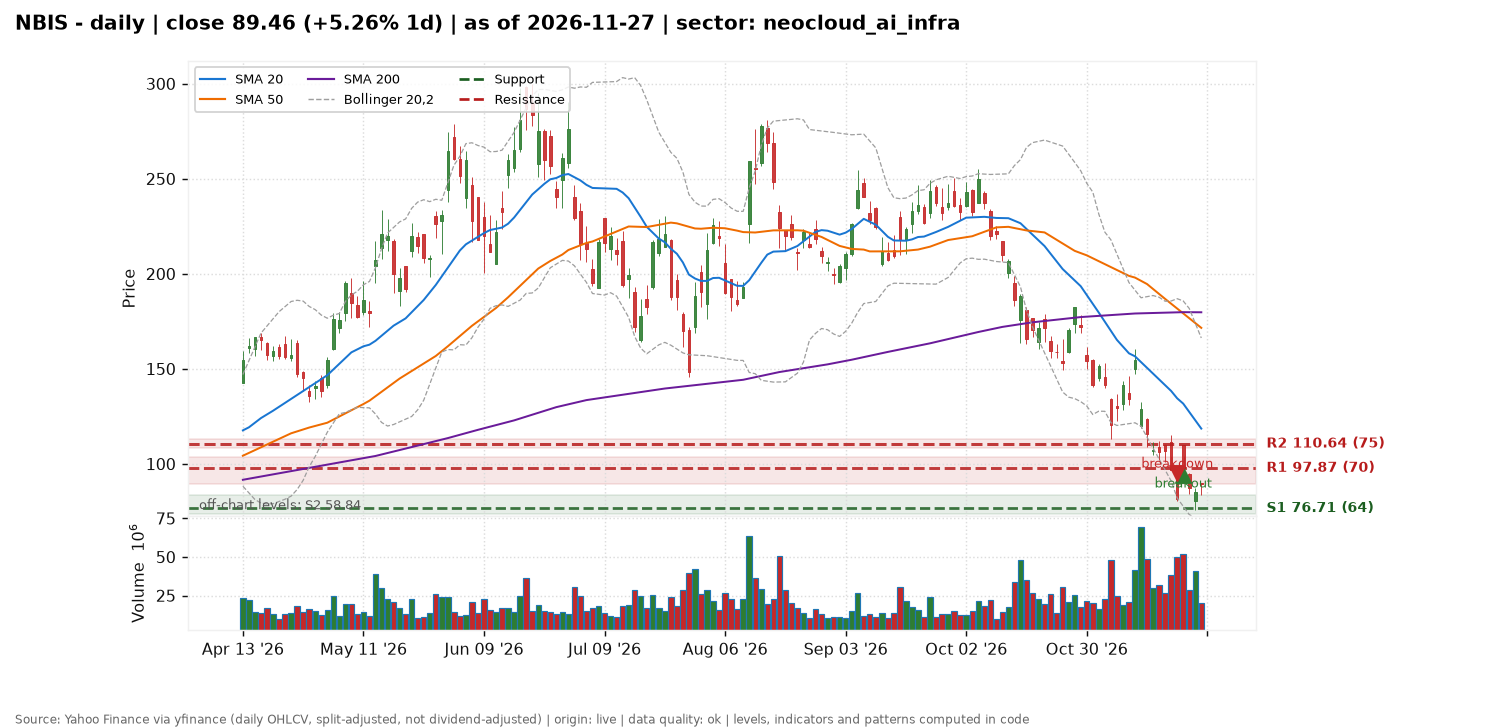 NBIS - daily | close 89.46 (+5.26% 1d) | as of 2026-11-27 | sector: neocloud_ai_infra
SMA 20
SMA 50
SMA 200
Bollinger 20,2
Support
Resistance
Price
300
250
200
150
100
R2 110.64 (75)
R1 97.87 (70)
S1 76.71 (64)
breakdown
breakout
off-chart levels: S2 58.84
Volume 10⁶
75
50
25
Apr 13 '26
May 11 '26
Jun 09 '26
Jul 09 '26
Aug 06 '26
Sep 03 '26
Oct 02 '26
Oct 30 '26
Source: Yahoo Finance via yfinance (daily OHLCV, split-adjusted, not dividend-adjusted) | origin: live | data quality: ok | levels, indicators and patterns computed in code